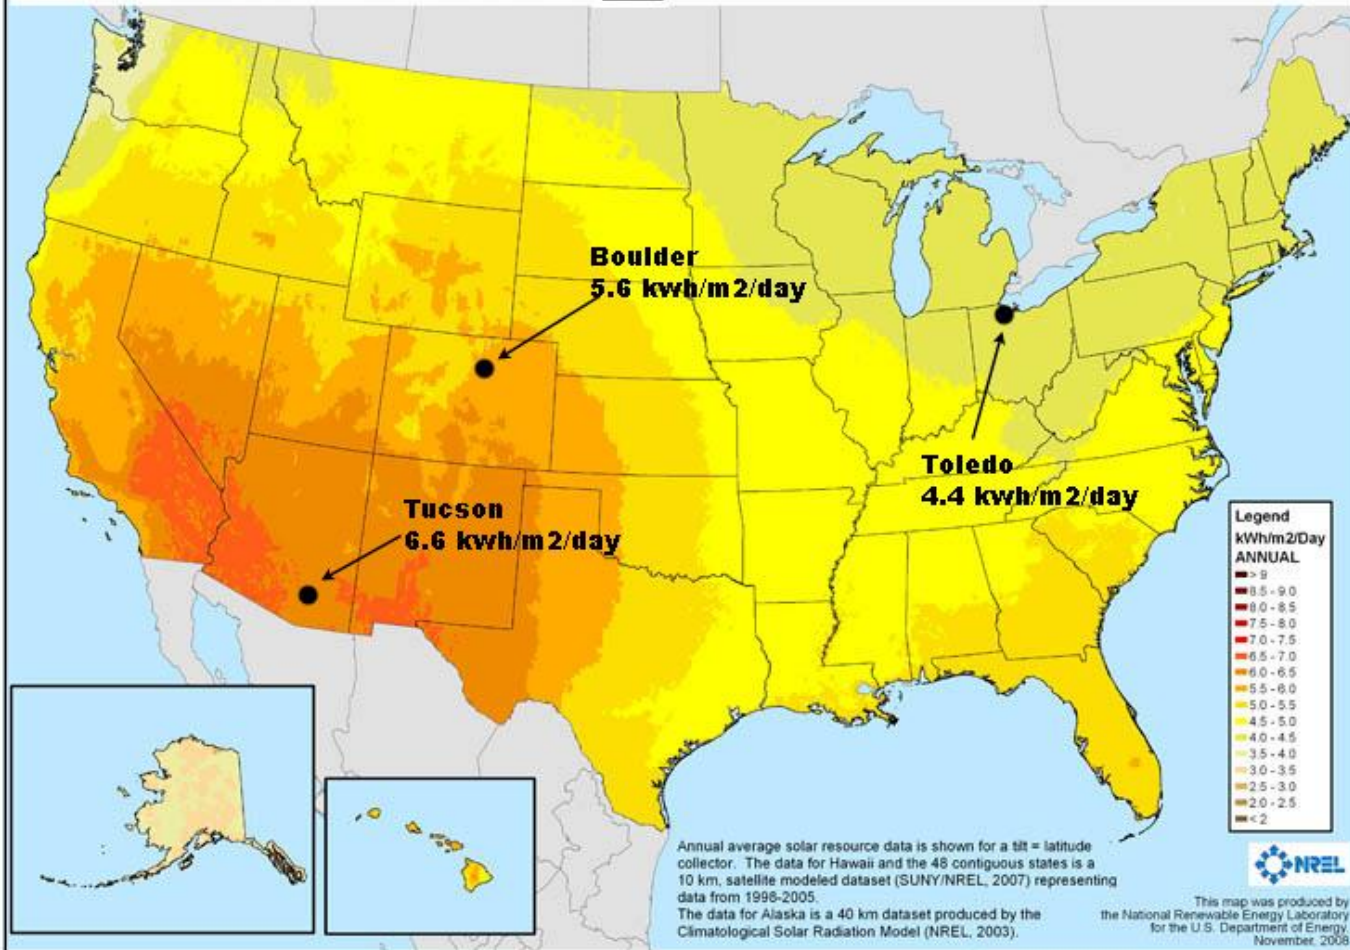 Boulder
5.6 kwh/m2/day
Toledo
4.4 kwh/m2/day
Tucson
6.6 kwh/m2/day
Legend
kWh/m2/Day
ANNUAL
> 9
8.5 - 9.0
8.0 - 8.5
7.5 - 8.0
7.0 - 7.5
6.5 - 7.0
6.0 - 6.5
5.5 - 6.0
5.0 - 5.5
4.5 - 5.0
4.0 - 4.5
3.5 - 4.0
3.0 - 3.5
2.5 - 3.0
2.0 - 2.5
< 2
Annual average solar resource data is shown for a tilt = latitude
collector. The data for Hawaii and the 48 contiguous states is a
10 km, satellite modeled dataset (SUNY/NREL, 2007) representing
data from 1998-2005.
The data for Alaska is a 40 km dataset produced by the
Climatological Solar Radiation Model (NREL, 2003).
NREL
This map was produced by
the National Renewable Energy Laboratory
for the U.S. Department of Energy.
November, 2008